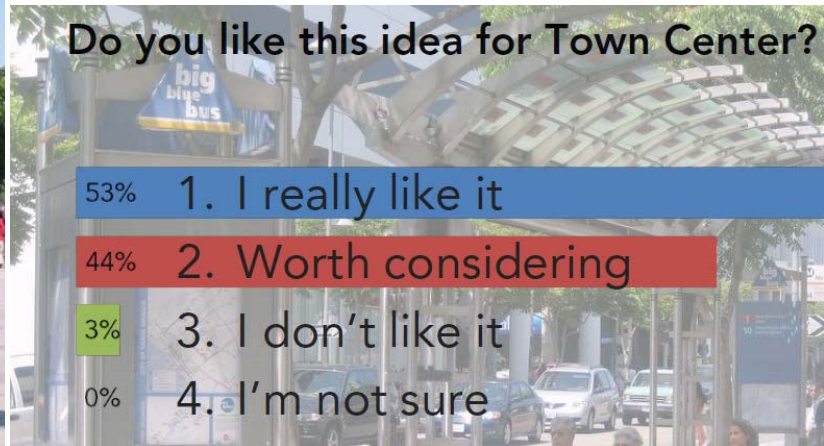 Do you like this idea for Town Center?
big
blue
bus
53% 1. I really like it
44% 2. Worth considering
3% 3. I don't like it
0% 4. I'm not sure